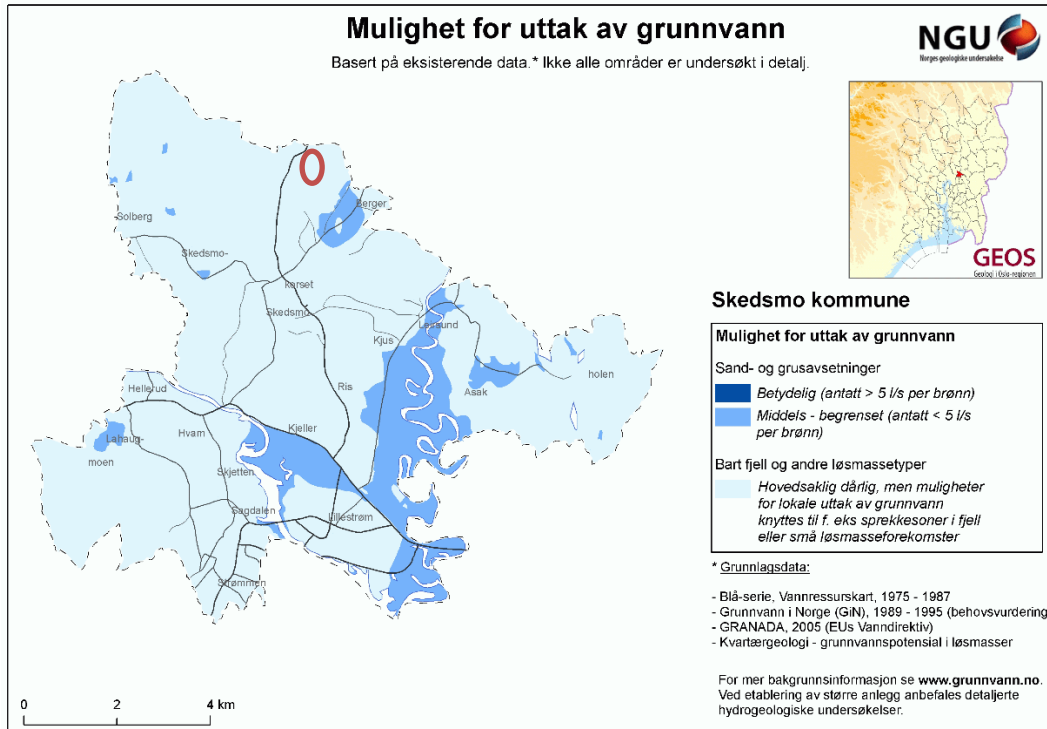 Mulighet for uttak av grunnvann
Basert på eksisterende data.* Ikke alle områder er undersøkt i detalj.
NGU
Norges geologiske undersøkelse
GEOS
Geologi i Oslo-regionen
Solberg
Berger
Skedsmo-
korset
Skedsmo
Leirsund
Kjus
holen
Asak
Ris
Hellerud
Kjeller
Hvam
Lahaug-
moen
Skjetten
Sagdalen
Lillestrøm
Strømmen
0 2 4 km
Skedsmo kommune
Mulighet for uttak av grunnvann
Sand- og grusavsetninger
Betydelig (antatt > 5 l/s per brønn)
Middels - begrenset (antatt < 5 l/s
per brønn)
Bart fjell og andre løsmassetyper
Hovedsaklig dårlig, men muligheter
for lokale uttak av grunnvann
knyttes til f. eks sprekkesoner i fjell
eller små løsmasseforekomster
* Grunnlagsdata:
- Blå-serie, Vannressurskart, 1975 - 1987
- Grunnvann i Norge (GiN), 1989 - 1995 (behovsvurdering
- GRANADA, 2005 (EUs Vanndirektiv)
- Kvartærgeologi - grunnvannspotensial i løsmasser
For mer bakgrunnsinformasjon se www.grunnvann.no.
Ved etablering av større anlegg anbefales detaljerte
hydrogeologiske undersøkelser.